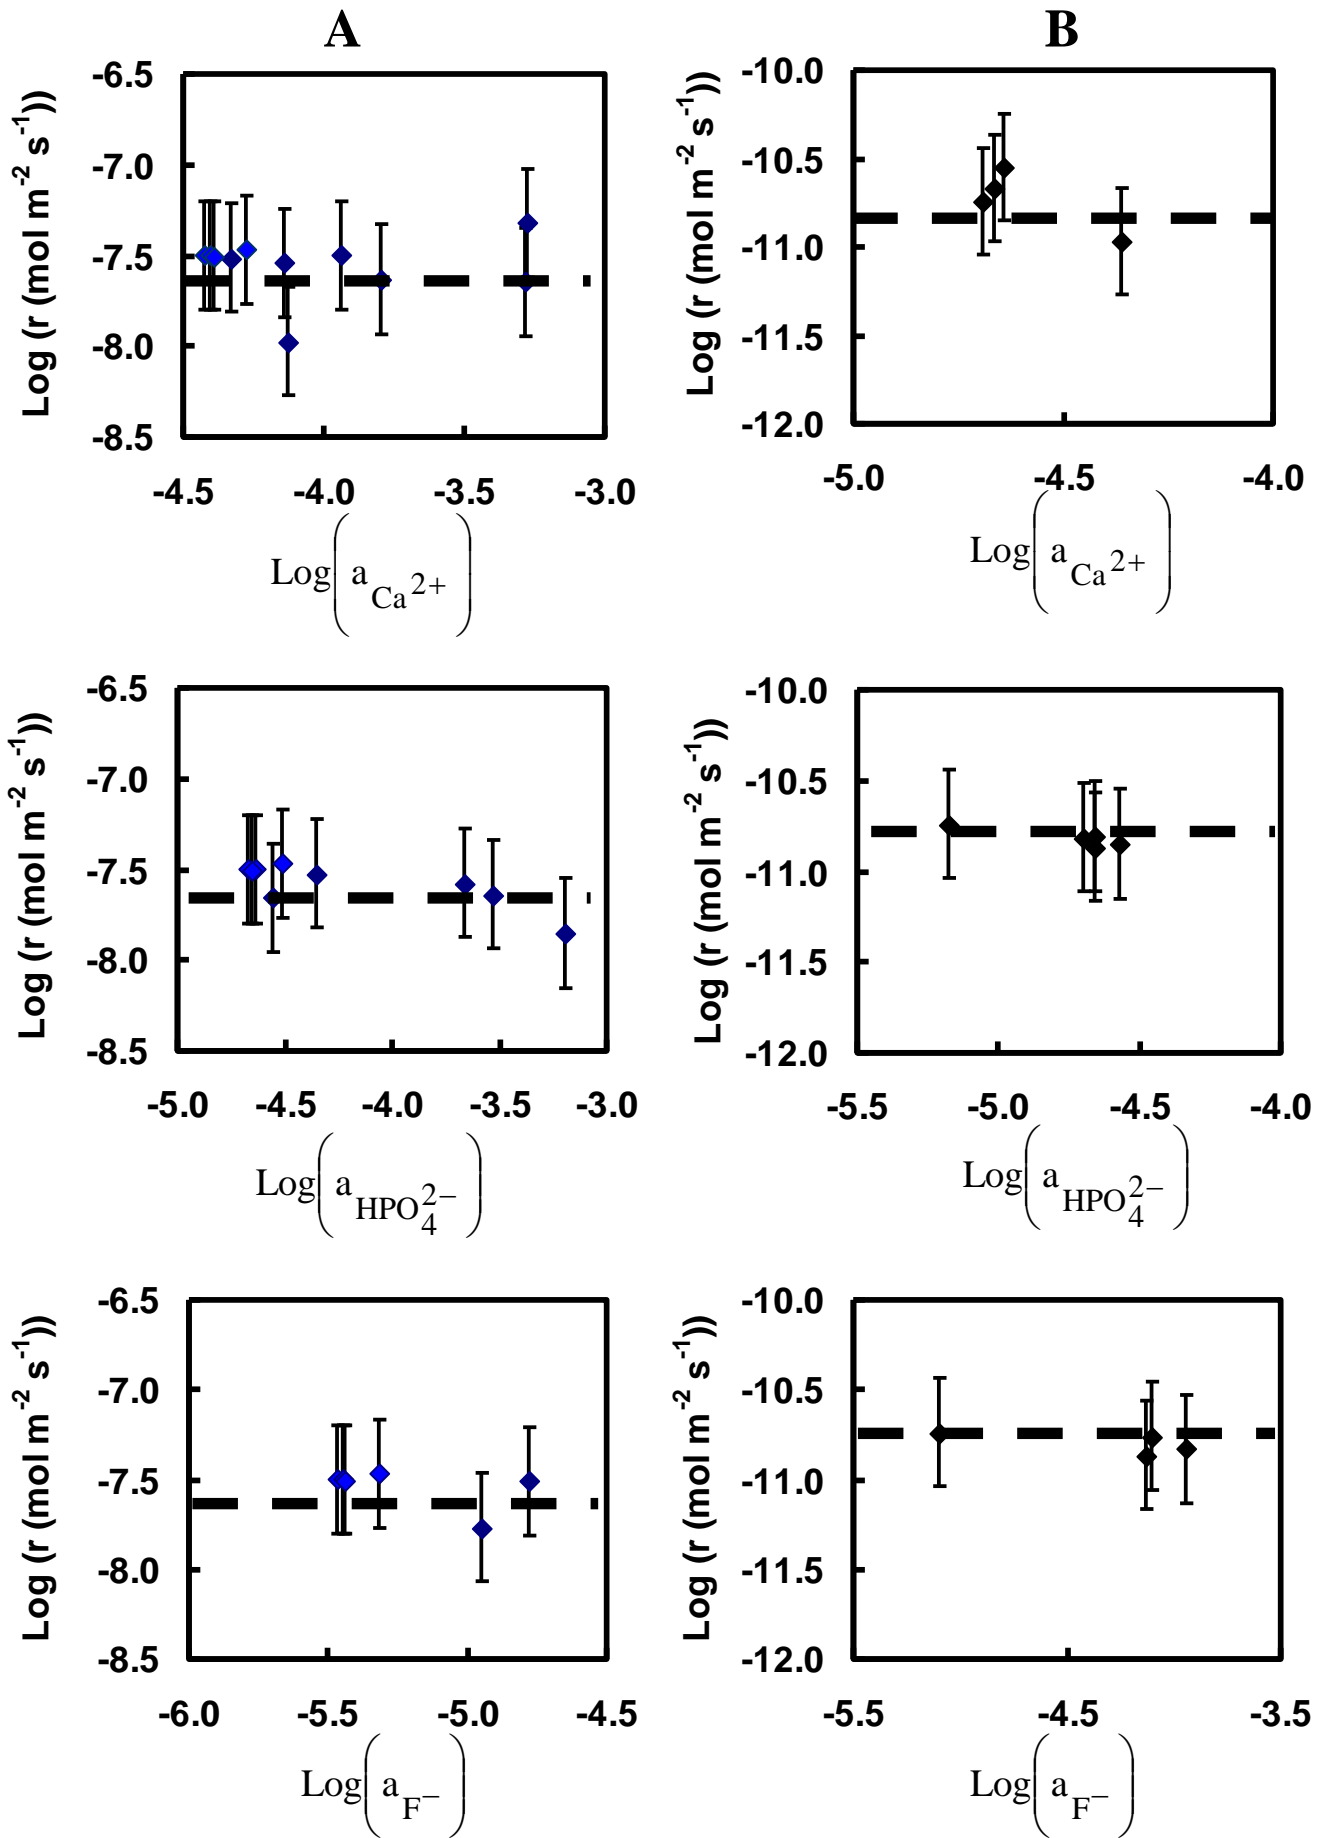 A
B
Log (r (mol m⁻² s⁻¹))
-6.5
-7.0
-7.5
-8.0
-8.5
-4.5 -4.0 -3.5 -3.0
Log(a Ca²⁺)
Log (r (mol m⁻² s⁻¹))
-10.0
-10.5
-11.0
-11.5
-12.0
-5.0 -4.5 -4.0
Log(a Ca²⁺)
Log (r (mol m⁻² s⁻¹))
-6.5
-7.0
-7.5
-8.0
-8.5
-5.0 -4.5 -4.0 -3.5 -3.0
Log(a HPO₄²⁻)
Log (r (mol m⁻² s⁻¹))
-10.0
-10.5
-11.0
-11.5
-12.0
-5.5 -5.0 -4.5 -4.0
Log(a HPO₄²⁻)
Log (r (mol m⁻² s⁻¹))
-6.5
-7.0
-7.5
-8.0
-8.5
-6.0 -5.5 -5.0 -4.5
Log(a F⁻)
Log (r (mol m⁻² s⁻¹))
-10.0
-10.5
-11.0
-11.5
-12.0
-5.5 -4.5 -3.5
Log(a F⁻)